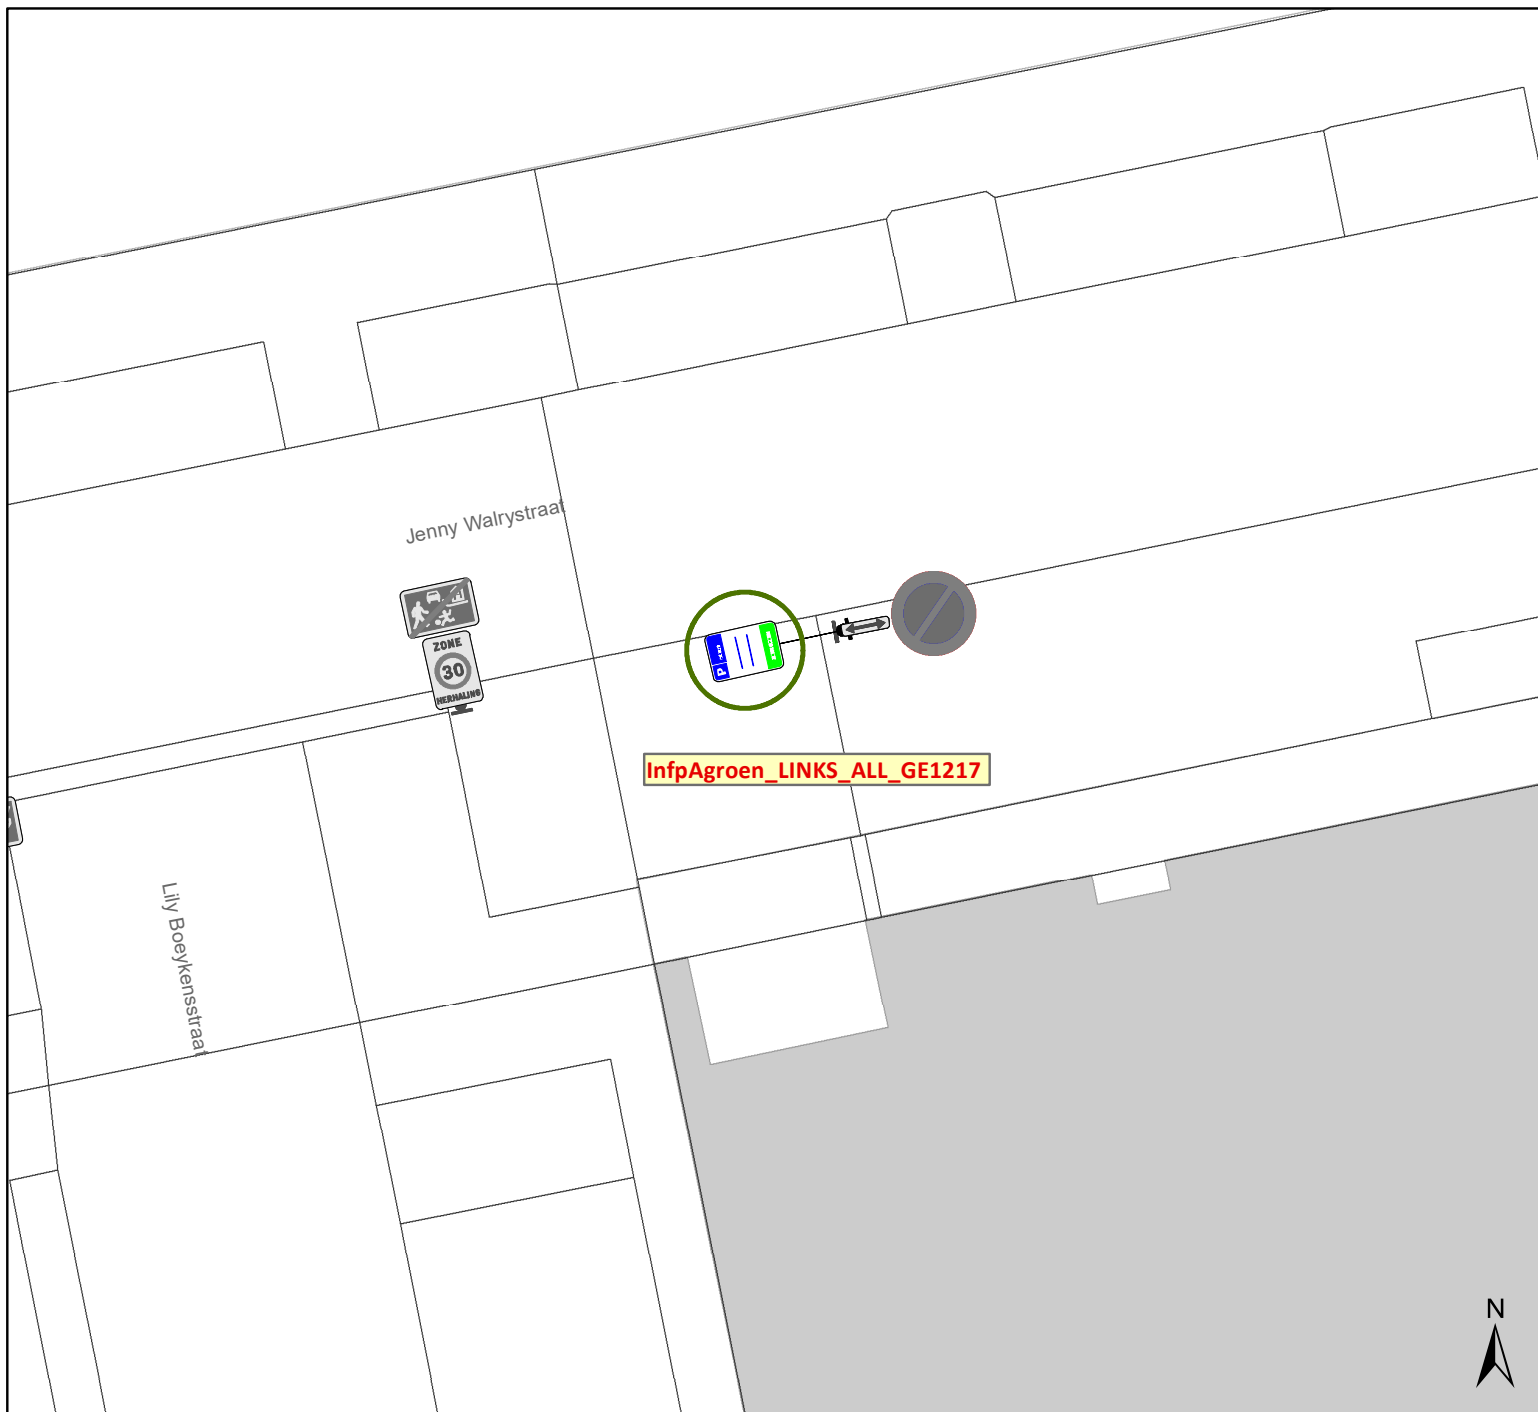 Jenny Walrystraat
ZONE
30
HERHALING
P
InfpAgroen_LINKS_ALL_GE1217
Lily Boeykensstraat
N